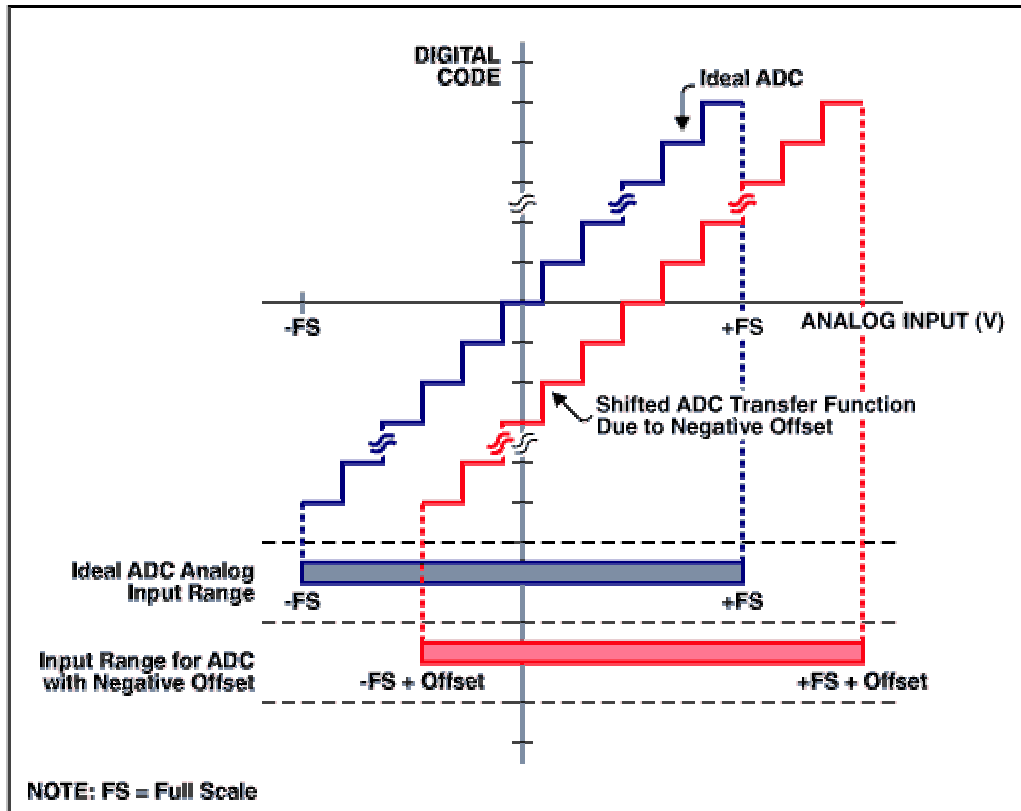 DIGITAL
CODE
Ideal ADC
-FS
+FS
ANALOG INPUT (V)
Shifted ADC Transfer Function
Due to Negative Offset
Ideal ADC Analog
Input Range
-FS
+FS
Input Range for ADC
with Negative Offset
-FS + Offset
+FS + Offset
NOTE: FS = Full Scale